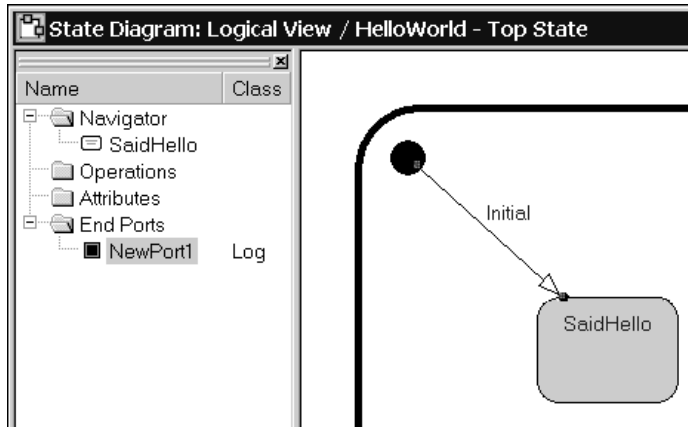 State Diagram: Logical View / HelloWorld - Top State
Name Class
Navigator
SaidHello
Operations
Attributes
End Ports
NewPort1 Log
Initial
SaidHello